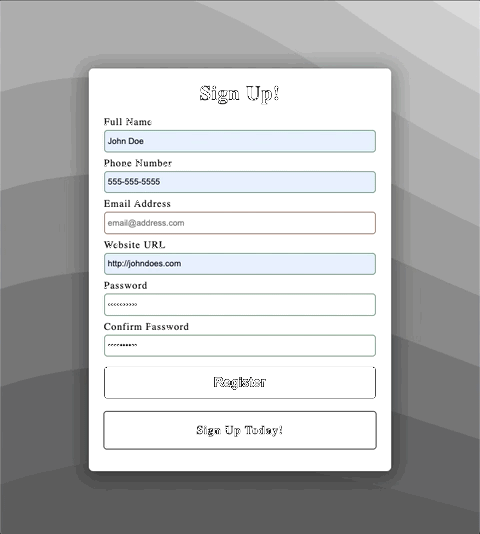 Sign Up!
Full Name
John Doe
Phone Number
555-555-5555
Email Address
email@address.com
Website URL
http://johndoes.com
Password
Confirm Password
Register
Sign Up Today!